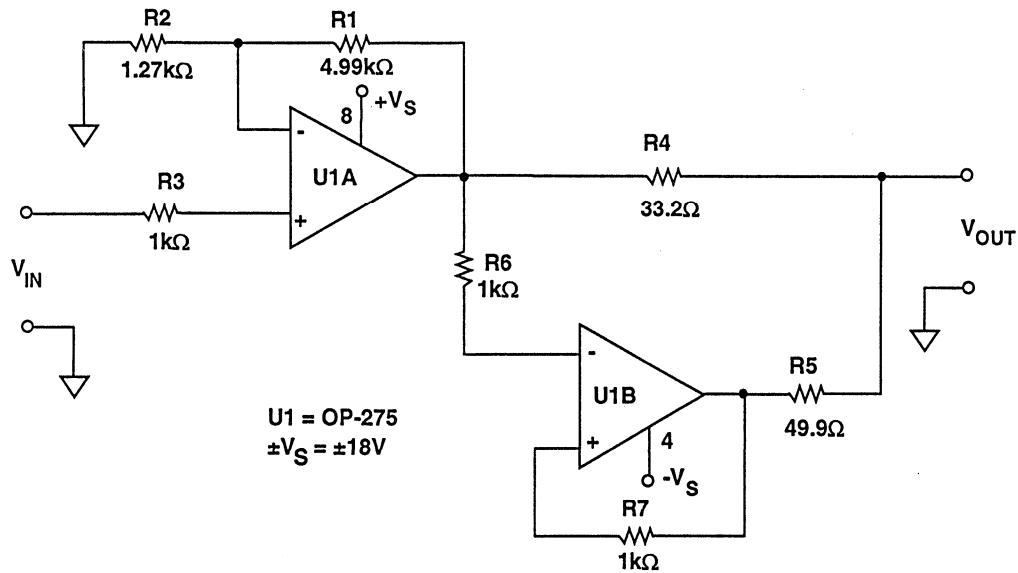 R2
1.27kΩ
R1
4.99kΩ
+VS
8
-
U1A
+
R3
1kΩ
VIN
R4
33.2Ω
VOUT
R6
1kΩ
-
U1B
+
4
-VS
R5
49.9Ω
R7
1kΩ
U1 = OP-275
±VS = ±18V